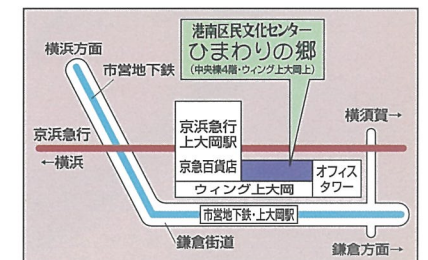 港南区民文化センター
ひまわりの郷
(中央棟4階・ウィング上大岡上)
横浜方面
市営地下鉄
横須賀→
京浜急行
←横浜
京浜急行
上大岡駅
京急百貨店
オフィス
タワー
ウィング上大岡
市営地下鉄・上大岡駅
鎌倉街道
鎌倉方面→